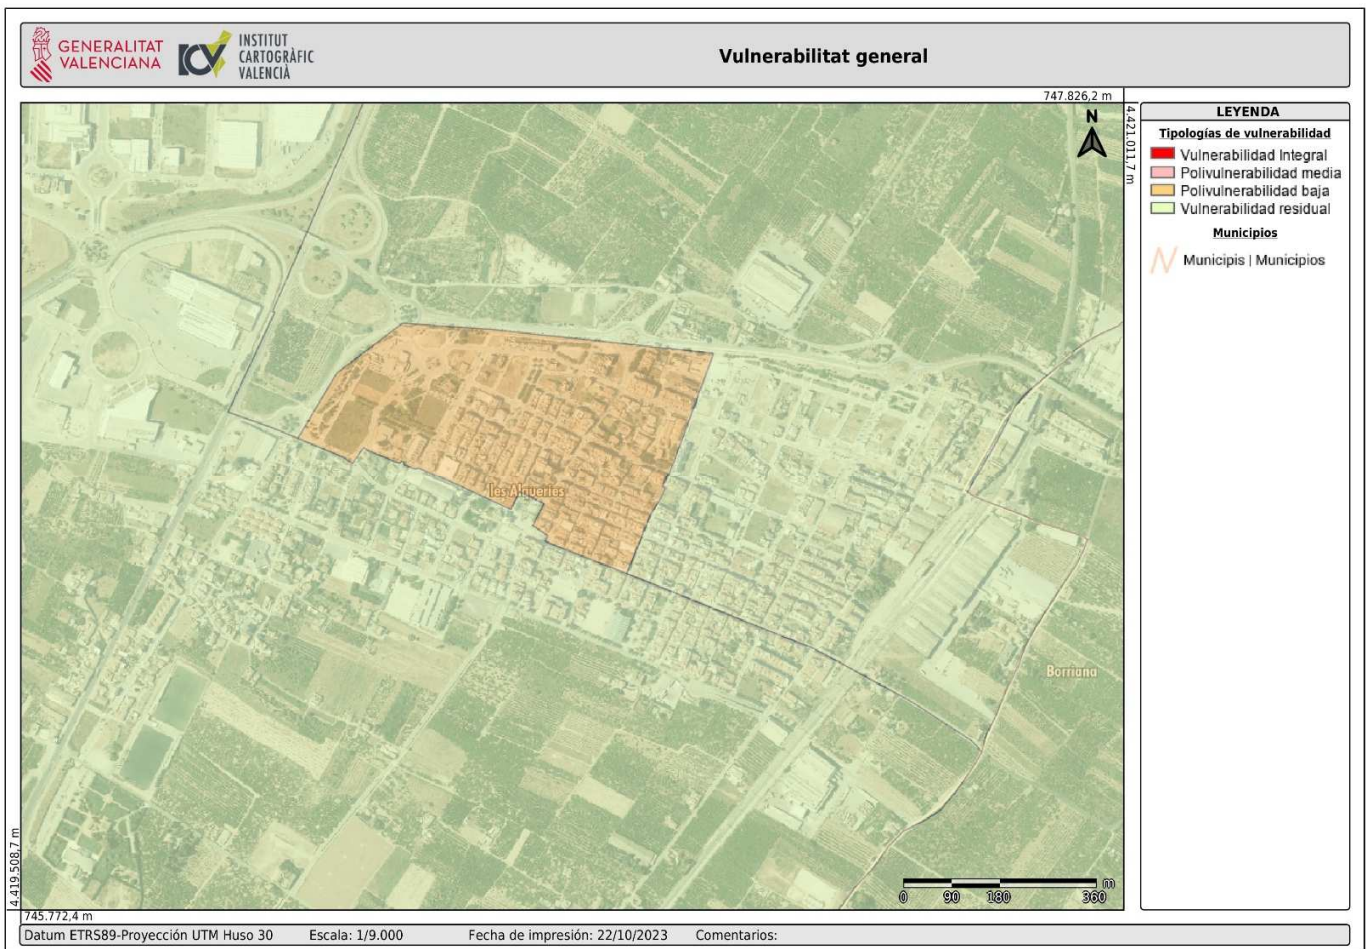 GENERALITAT
VALENCIANA
ICV
INSTITUT
CARTOGRÀFIC
VALENCIÀ
Vulnerabilitat general
747.826,2 m
4.421.011,7 m
N
LEYENDA
Tipologías de vulnerabilidad
Vulnerabilidad Integral
Polivulnerabilidad media
Polivulnerabilidad baja
Vulnerabilidad residual
Municipios
Municipis | Municipios
les Alqueries
Borriana
m
0 90 180 360
4.419.508,7 m
745.772,4 m
Datum ETRS89-Proyección UTM Huso 30 Escala: 1/9.000 Fecha de impresión: 22/10/2023 Comentarios: